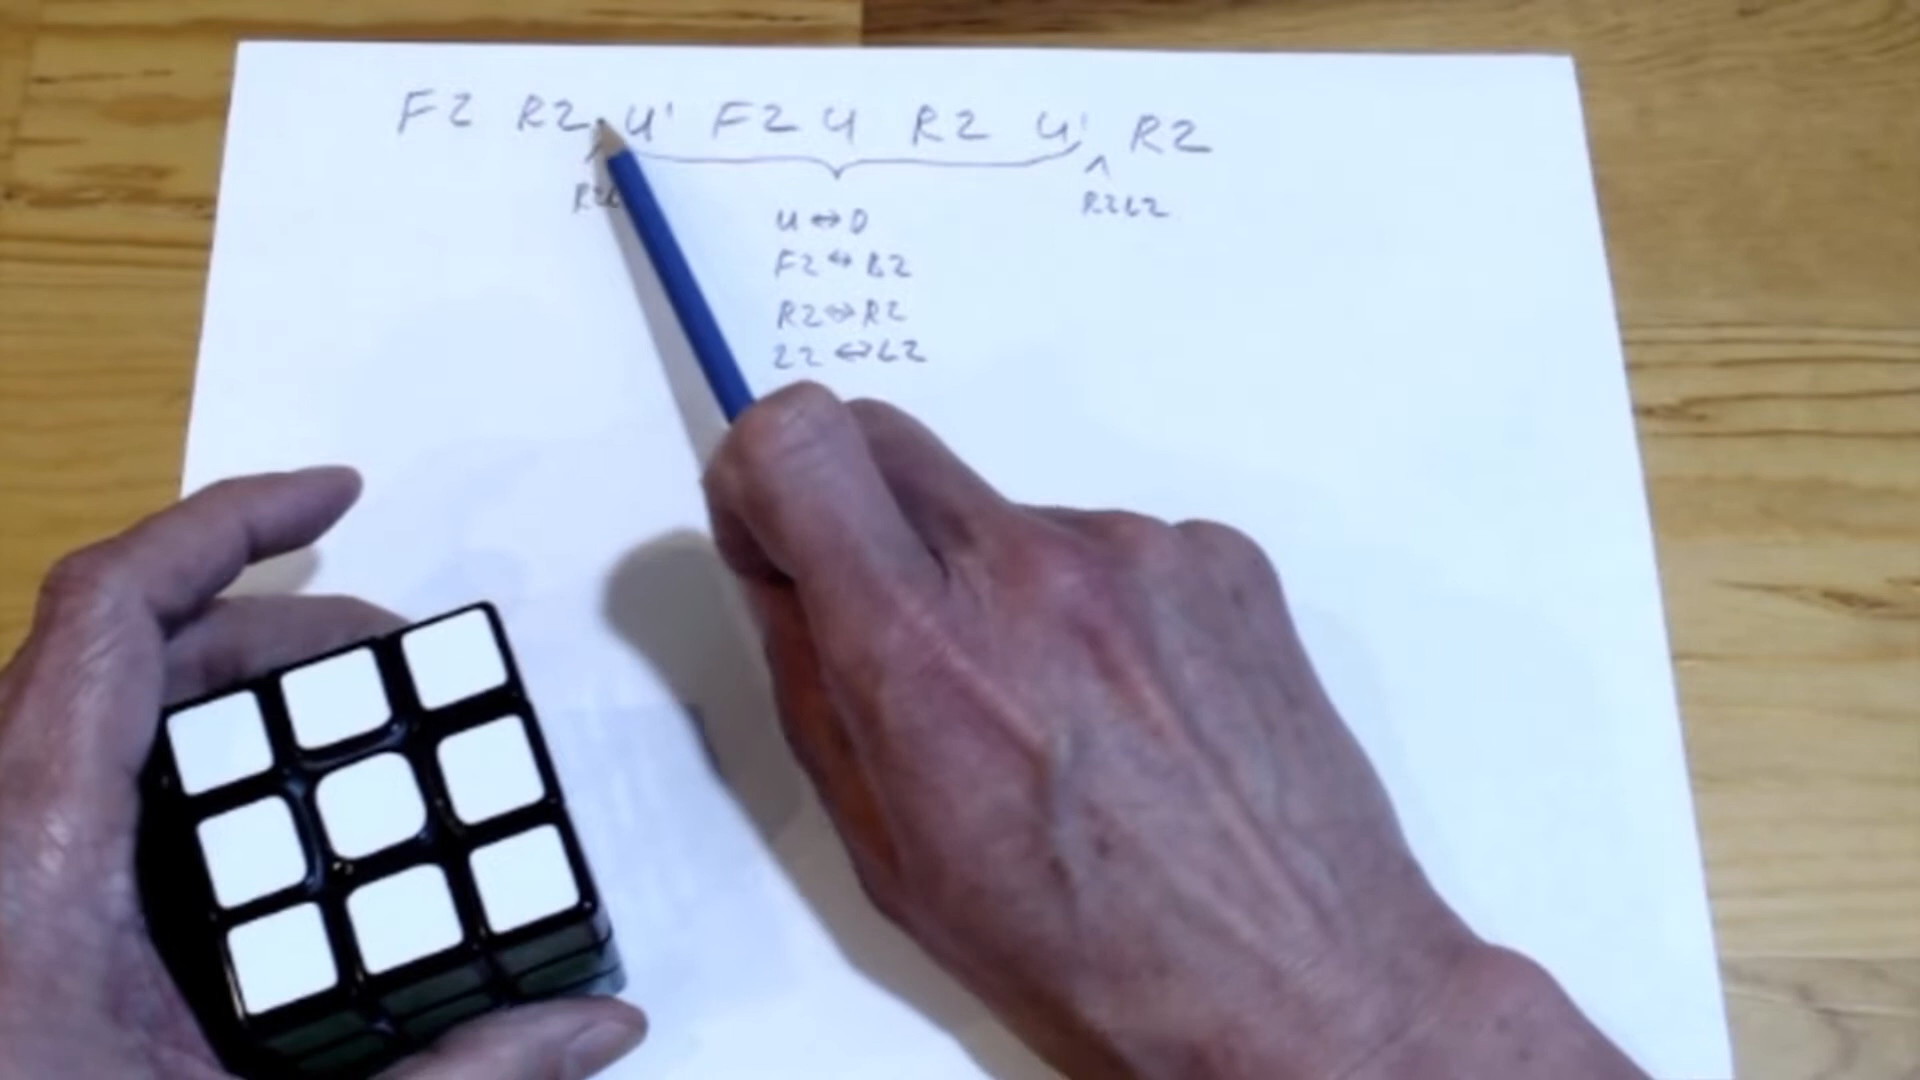 F2 R2 U' F2 U R2 U' R2
R2L2
U ↔ D
F2 ↔ B2
R2 ↔ R2
L2 ↔ L2